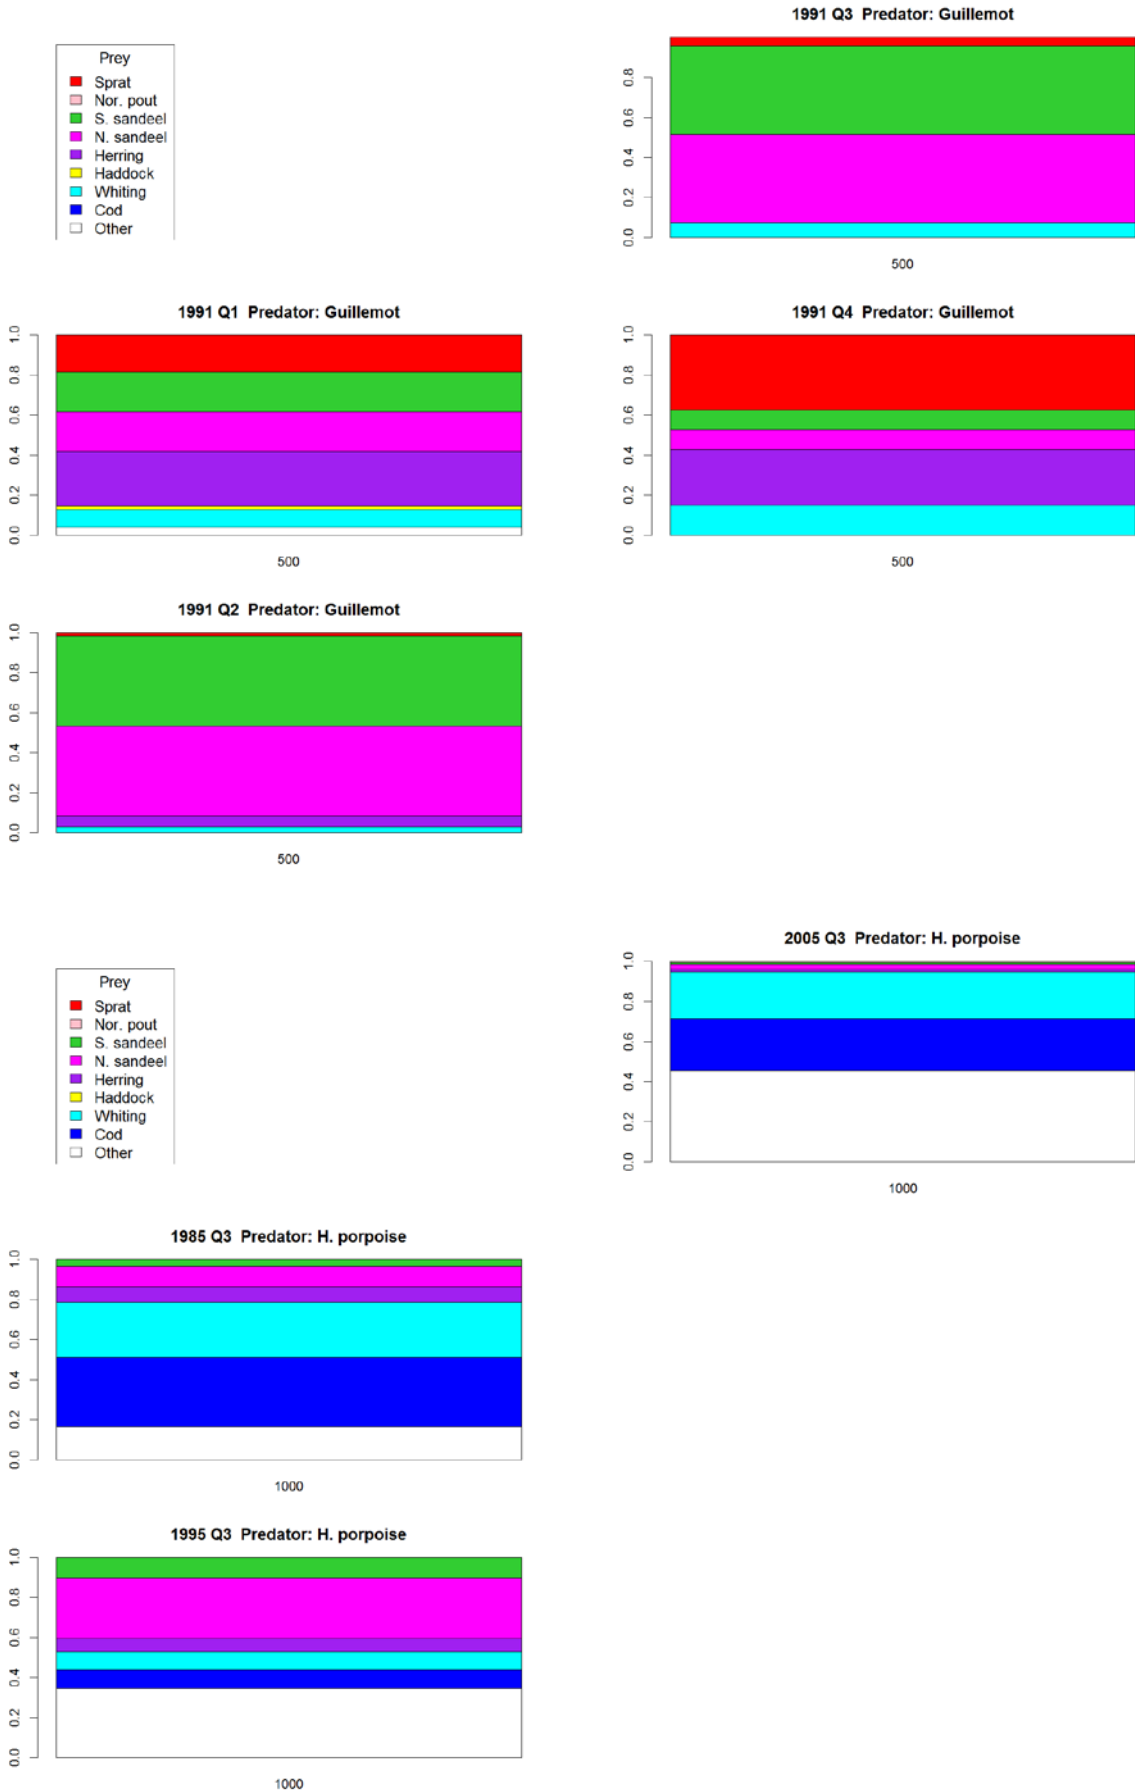 1991 Q3 Predator: Guillemot
0.0 0.2 0.4 0.6 0.8
500
Prey
Sprat
Nor. pout
S. sandeel
N. sandeel
Herring
Haddock
Whiting
Cod
Other
1991 Q1 Predator: Guillemot
0.0 0.2 0.4 0.6 0.8 1.0
500
1991 Q4 Predator: Guillemot
0.0 0.2 0.4 0.6 0.8 1.0
500
1991 Q2 Predator: Guillemot
0.0 0.2 0.4 0.6 0.8 1.0
500
2005 Q3 Predator: H. porpoise
0.0 0.2 0.4 0.6 0.8 1.0
1000
Prey
Sprat
Nor. pout
S. sandeel
N. sandeel
Herring
Haddock
Whiting
Cod
Other
1985 Q3 Predator: H. porpoise
0.0 0.2 0.4 0.6 0.8 1.0
1000
1995 Q3 Predator: H. porpoise
0.0 0.2 0.4 0.6 0.8 1.0
1000